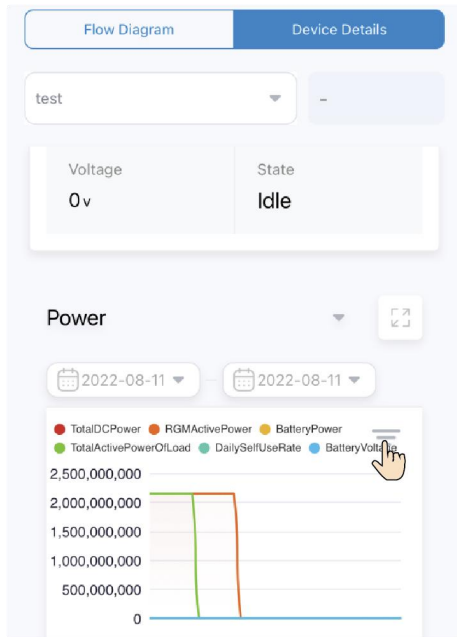 Flow Diagram Device Details
test -
Voltage State
0 v Idle
Power
2022-08-11 – 2022-08-11
TotalDCPower RGMActivePower BatteryPower
TotalActivePowerOfLoad DailySelfUseRate BatteryVoltage
2,500,000,000
2,000,000,000
1,500,000,000
1,000,000,000
500,000,000
0